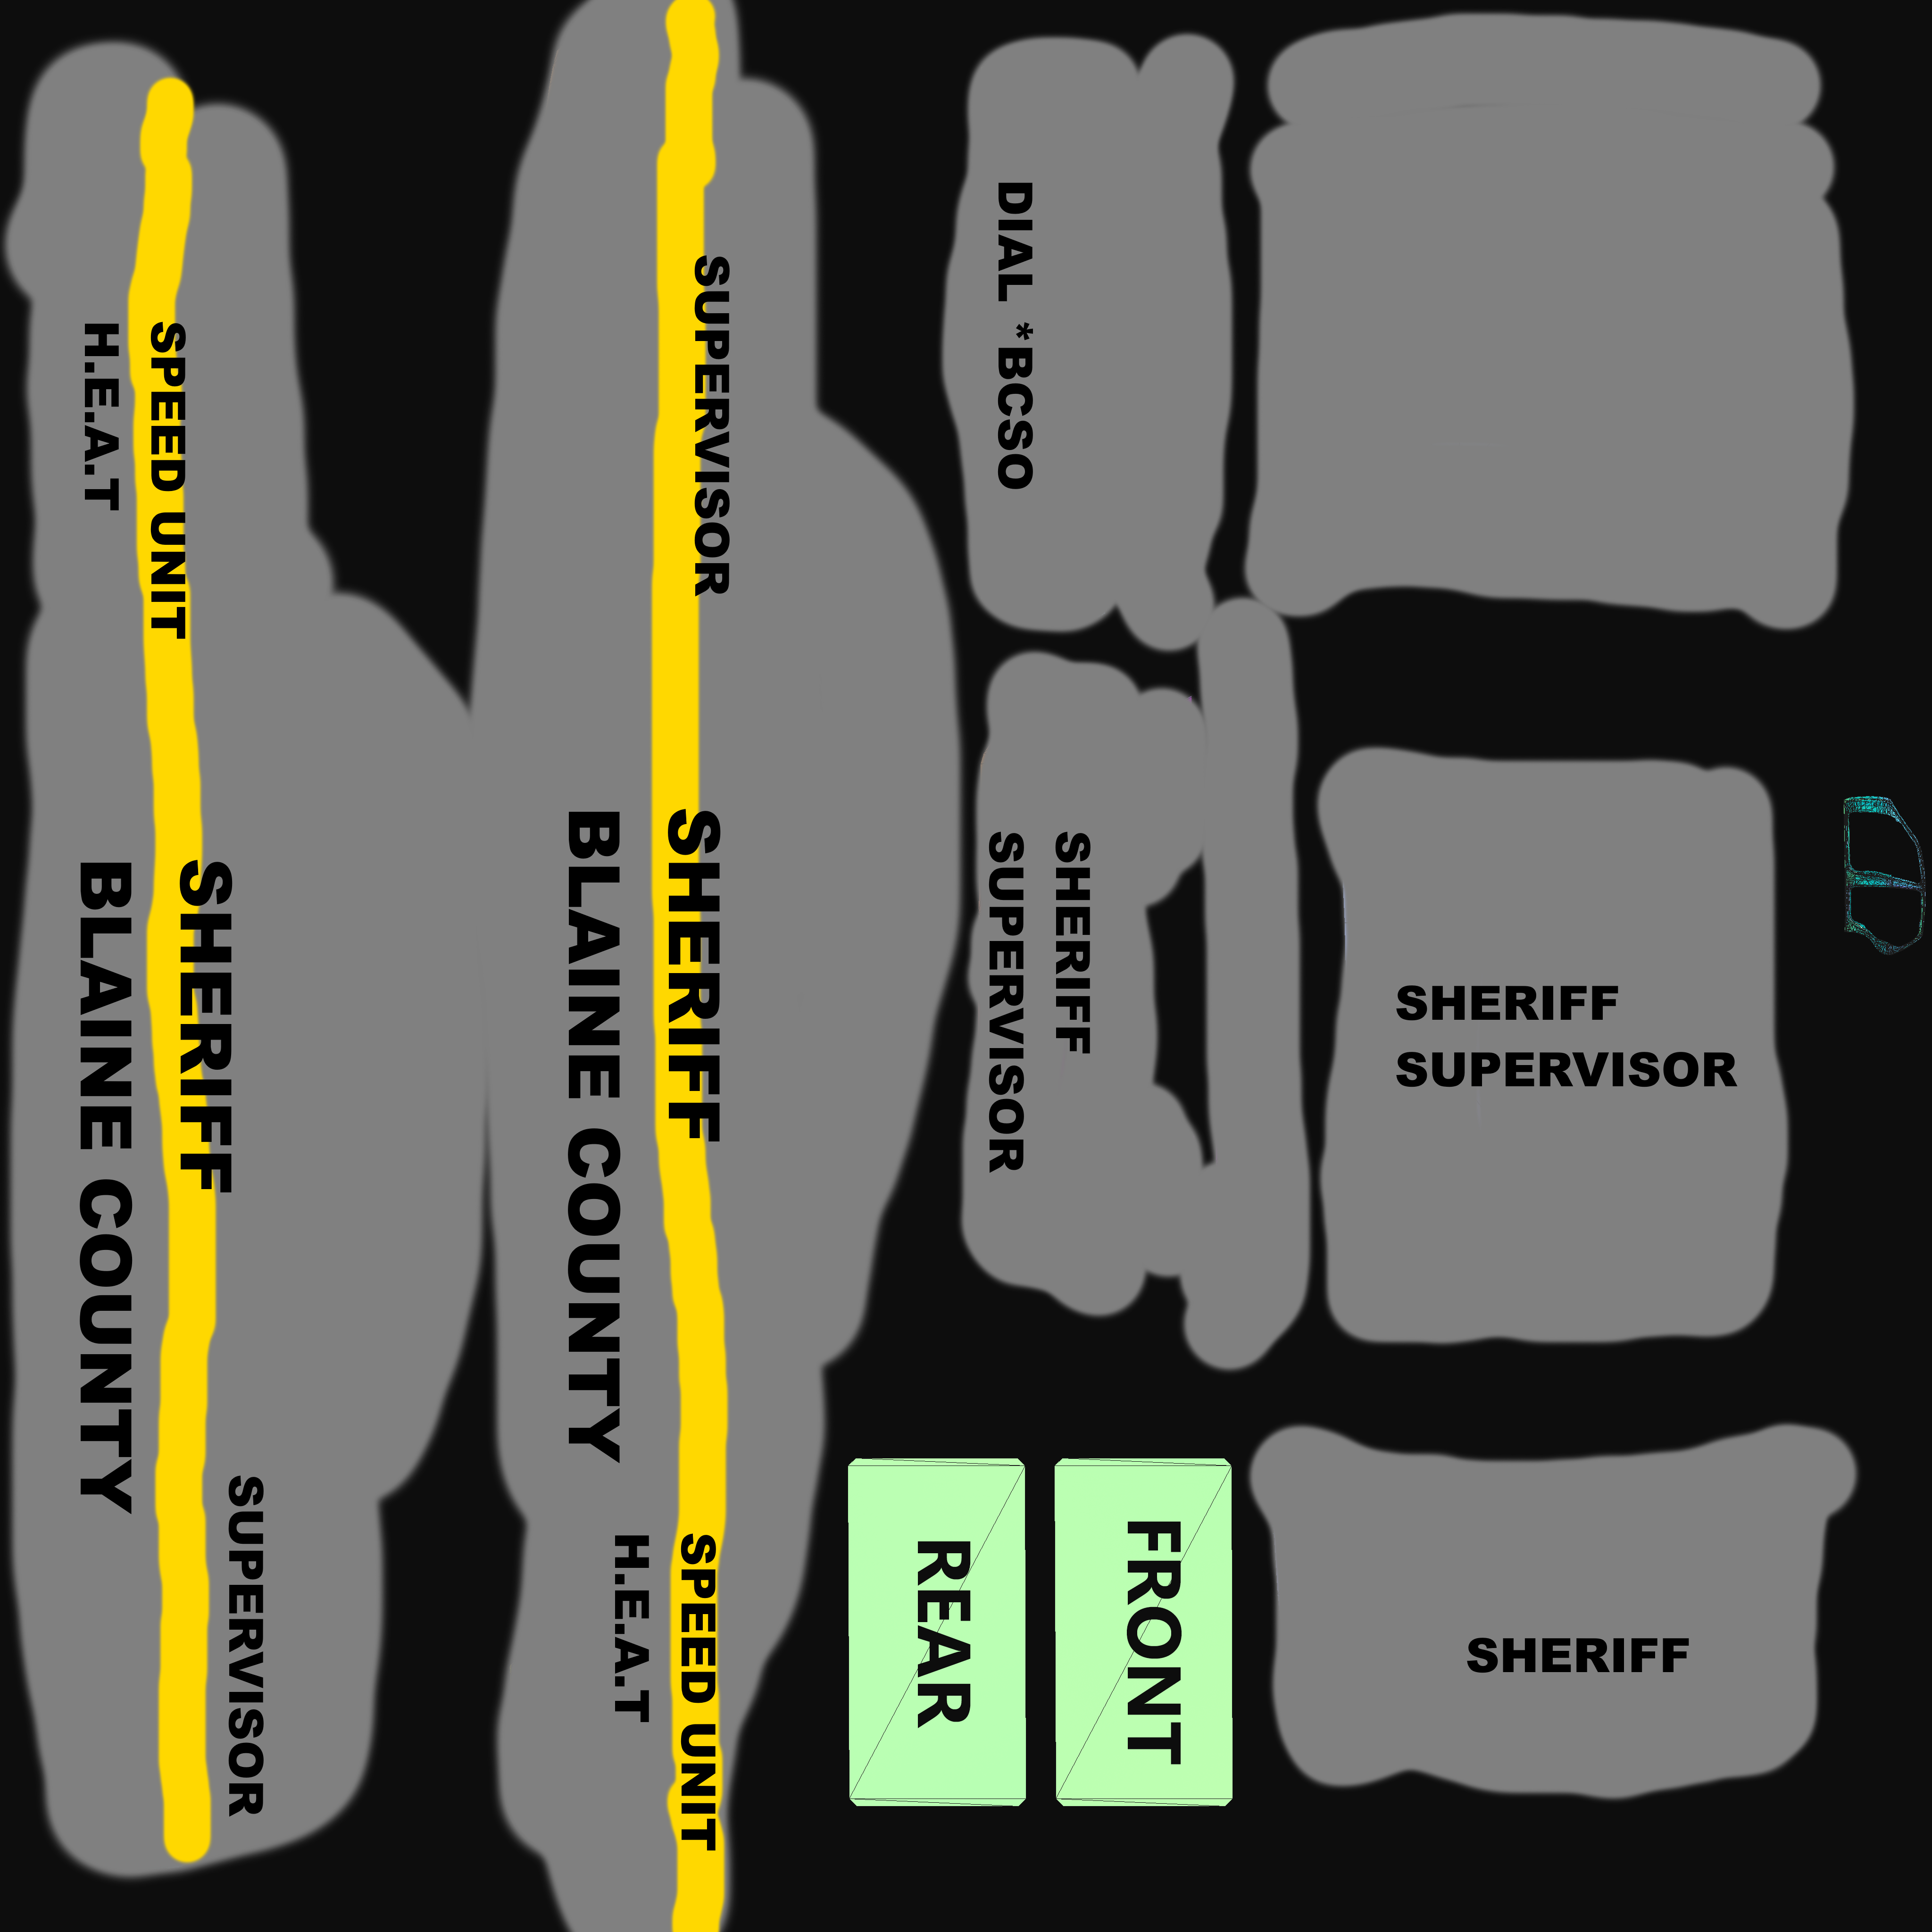 SPEED UNIT
H.E.A.T
SHERIFF
BLAINE COUNTY
SUPERVISOR
SUPERVISOR
SHERIFF
BLAINE COUNTY
SPEED UNIT
H.E.A.T
DIAL *BCSO
SHERIFF
SUPERVISOR
SHERIFF
SUPERVISOR
REAR
FRONT
SHERIFF